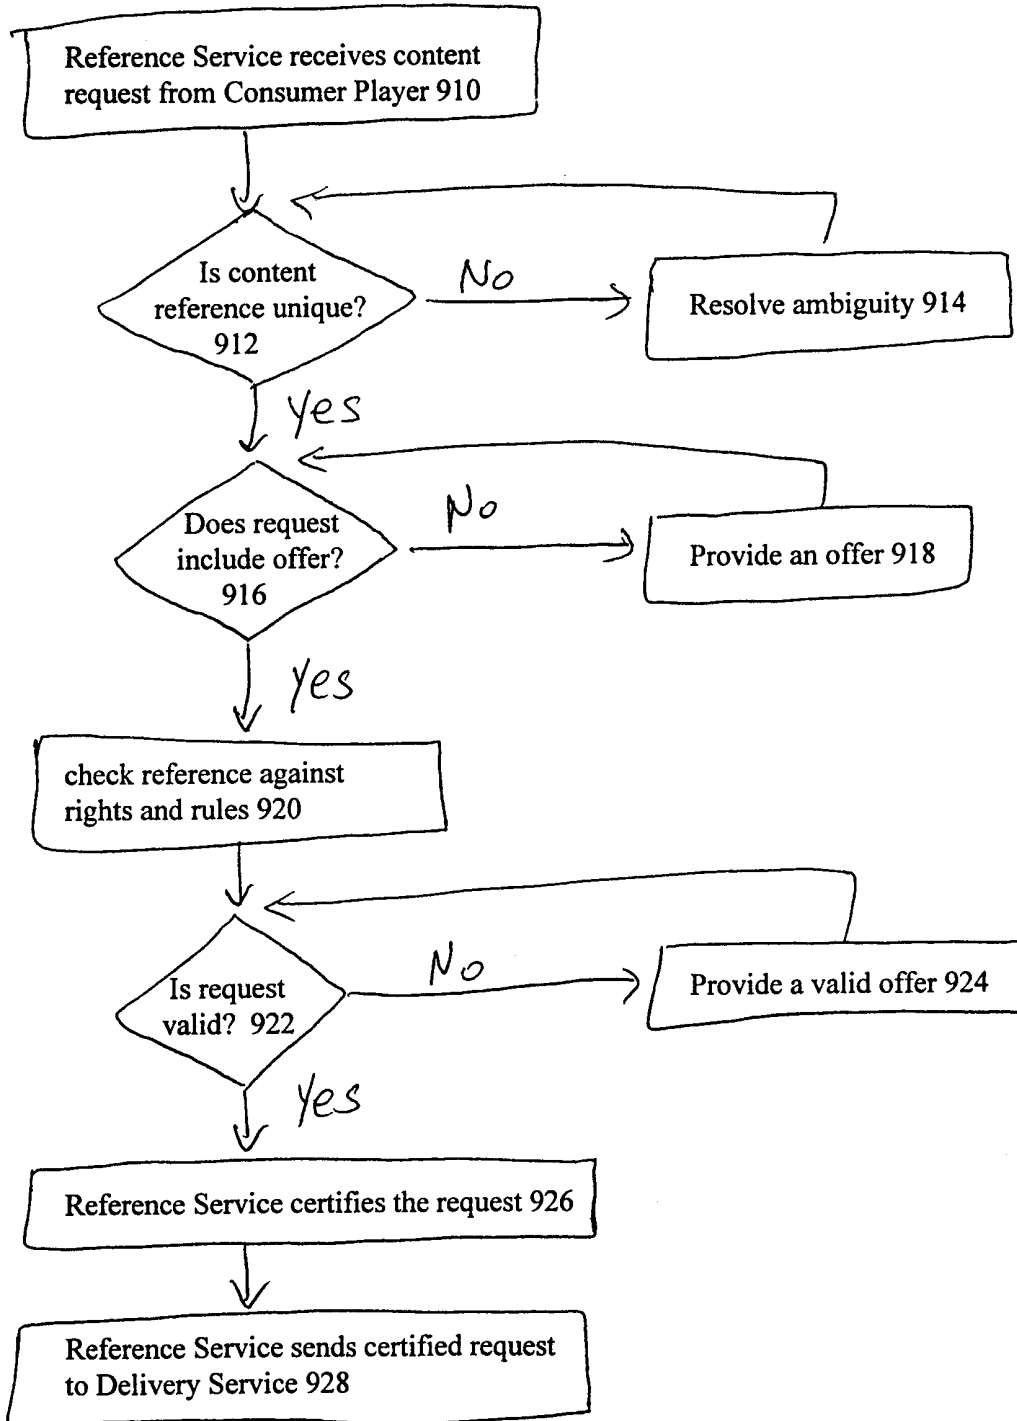 Reference Service receives content
request from Consumer Player 910
Is content
reference unique?
912
No
Resolve ambiguity 914
Yes
Does request
include offer?
916
No
Provide an offer 918
Yes
check reference against
rights and rules 920
Is request
valid? 922
No
Provide a valid offer 924
Yes
Reference Service certifies the request 926
Reference Service sends certified request
to Delivery Service 928